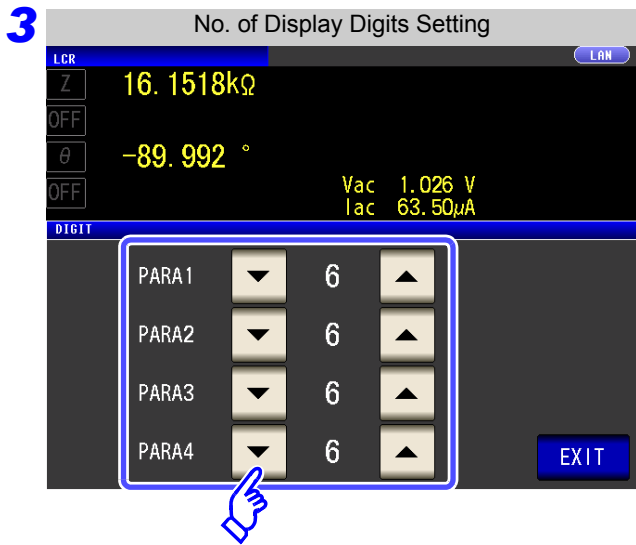 3 No. of Display Digits Setting
LCR LAN
Z 16.1518kΩ
OFF
θ -89.992 °
OFF Vac 1.026 V
Iac 63.50μA
DIGIT
PARA1 6
PARA2 6
PARA3 6
PARA4 6 EXIT